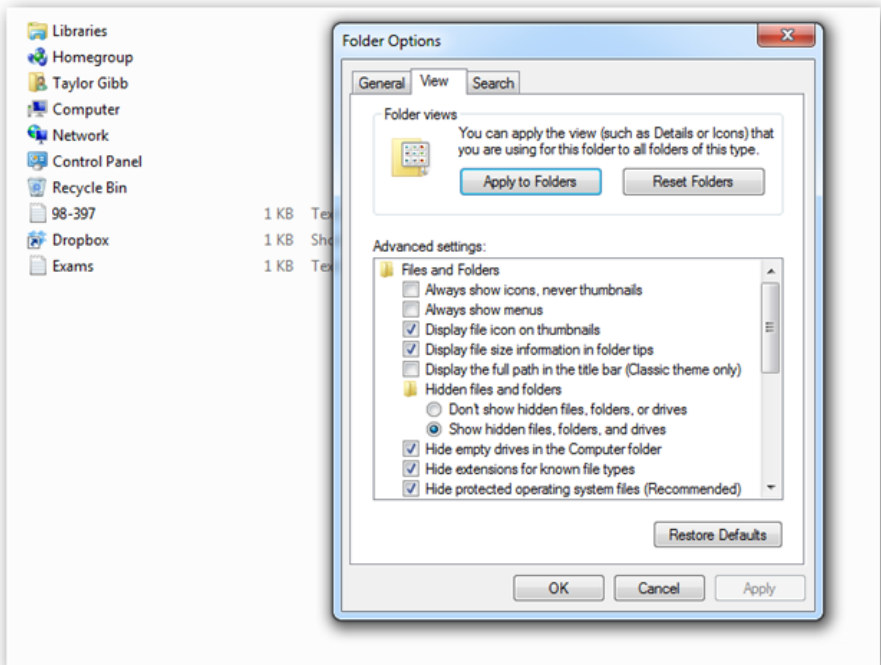 Libraries
Homegroup
Taylor Gibb
Computer
Network
Control Panel
Recycle Bin
98-397 1 KB
Dropbox 1 KB
Exams 1 KB
Folder Options
General View Search
Folder views
You can apply the view (such as Details or Icons) that
you are using for this folder to all folders of this type.
Apply to Folders Reset Folders
Advanced settings:
Files and Folders
Always show icons, never thumbnails
Always show menus
Display file icon on thumbnails
Display file size information in folder tips
Display the full path in the title bar (Classic theme only)
Hidden files and folders
Don't show hidden files, folders, or drives
Show hidden files, folders, and drives
Hide empty drives in the Computer folder
Hide extensions for known file types
Hide protected operating system files (Recommended)
Restore Defaults
OK Cancel Apply